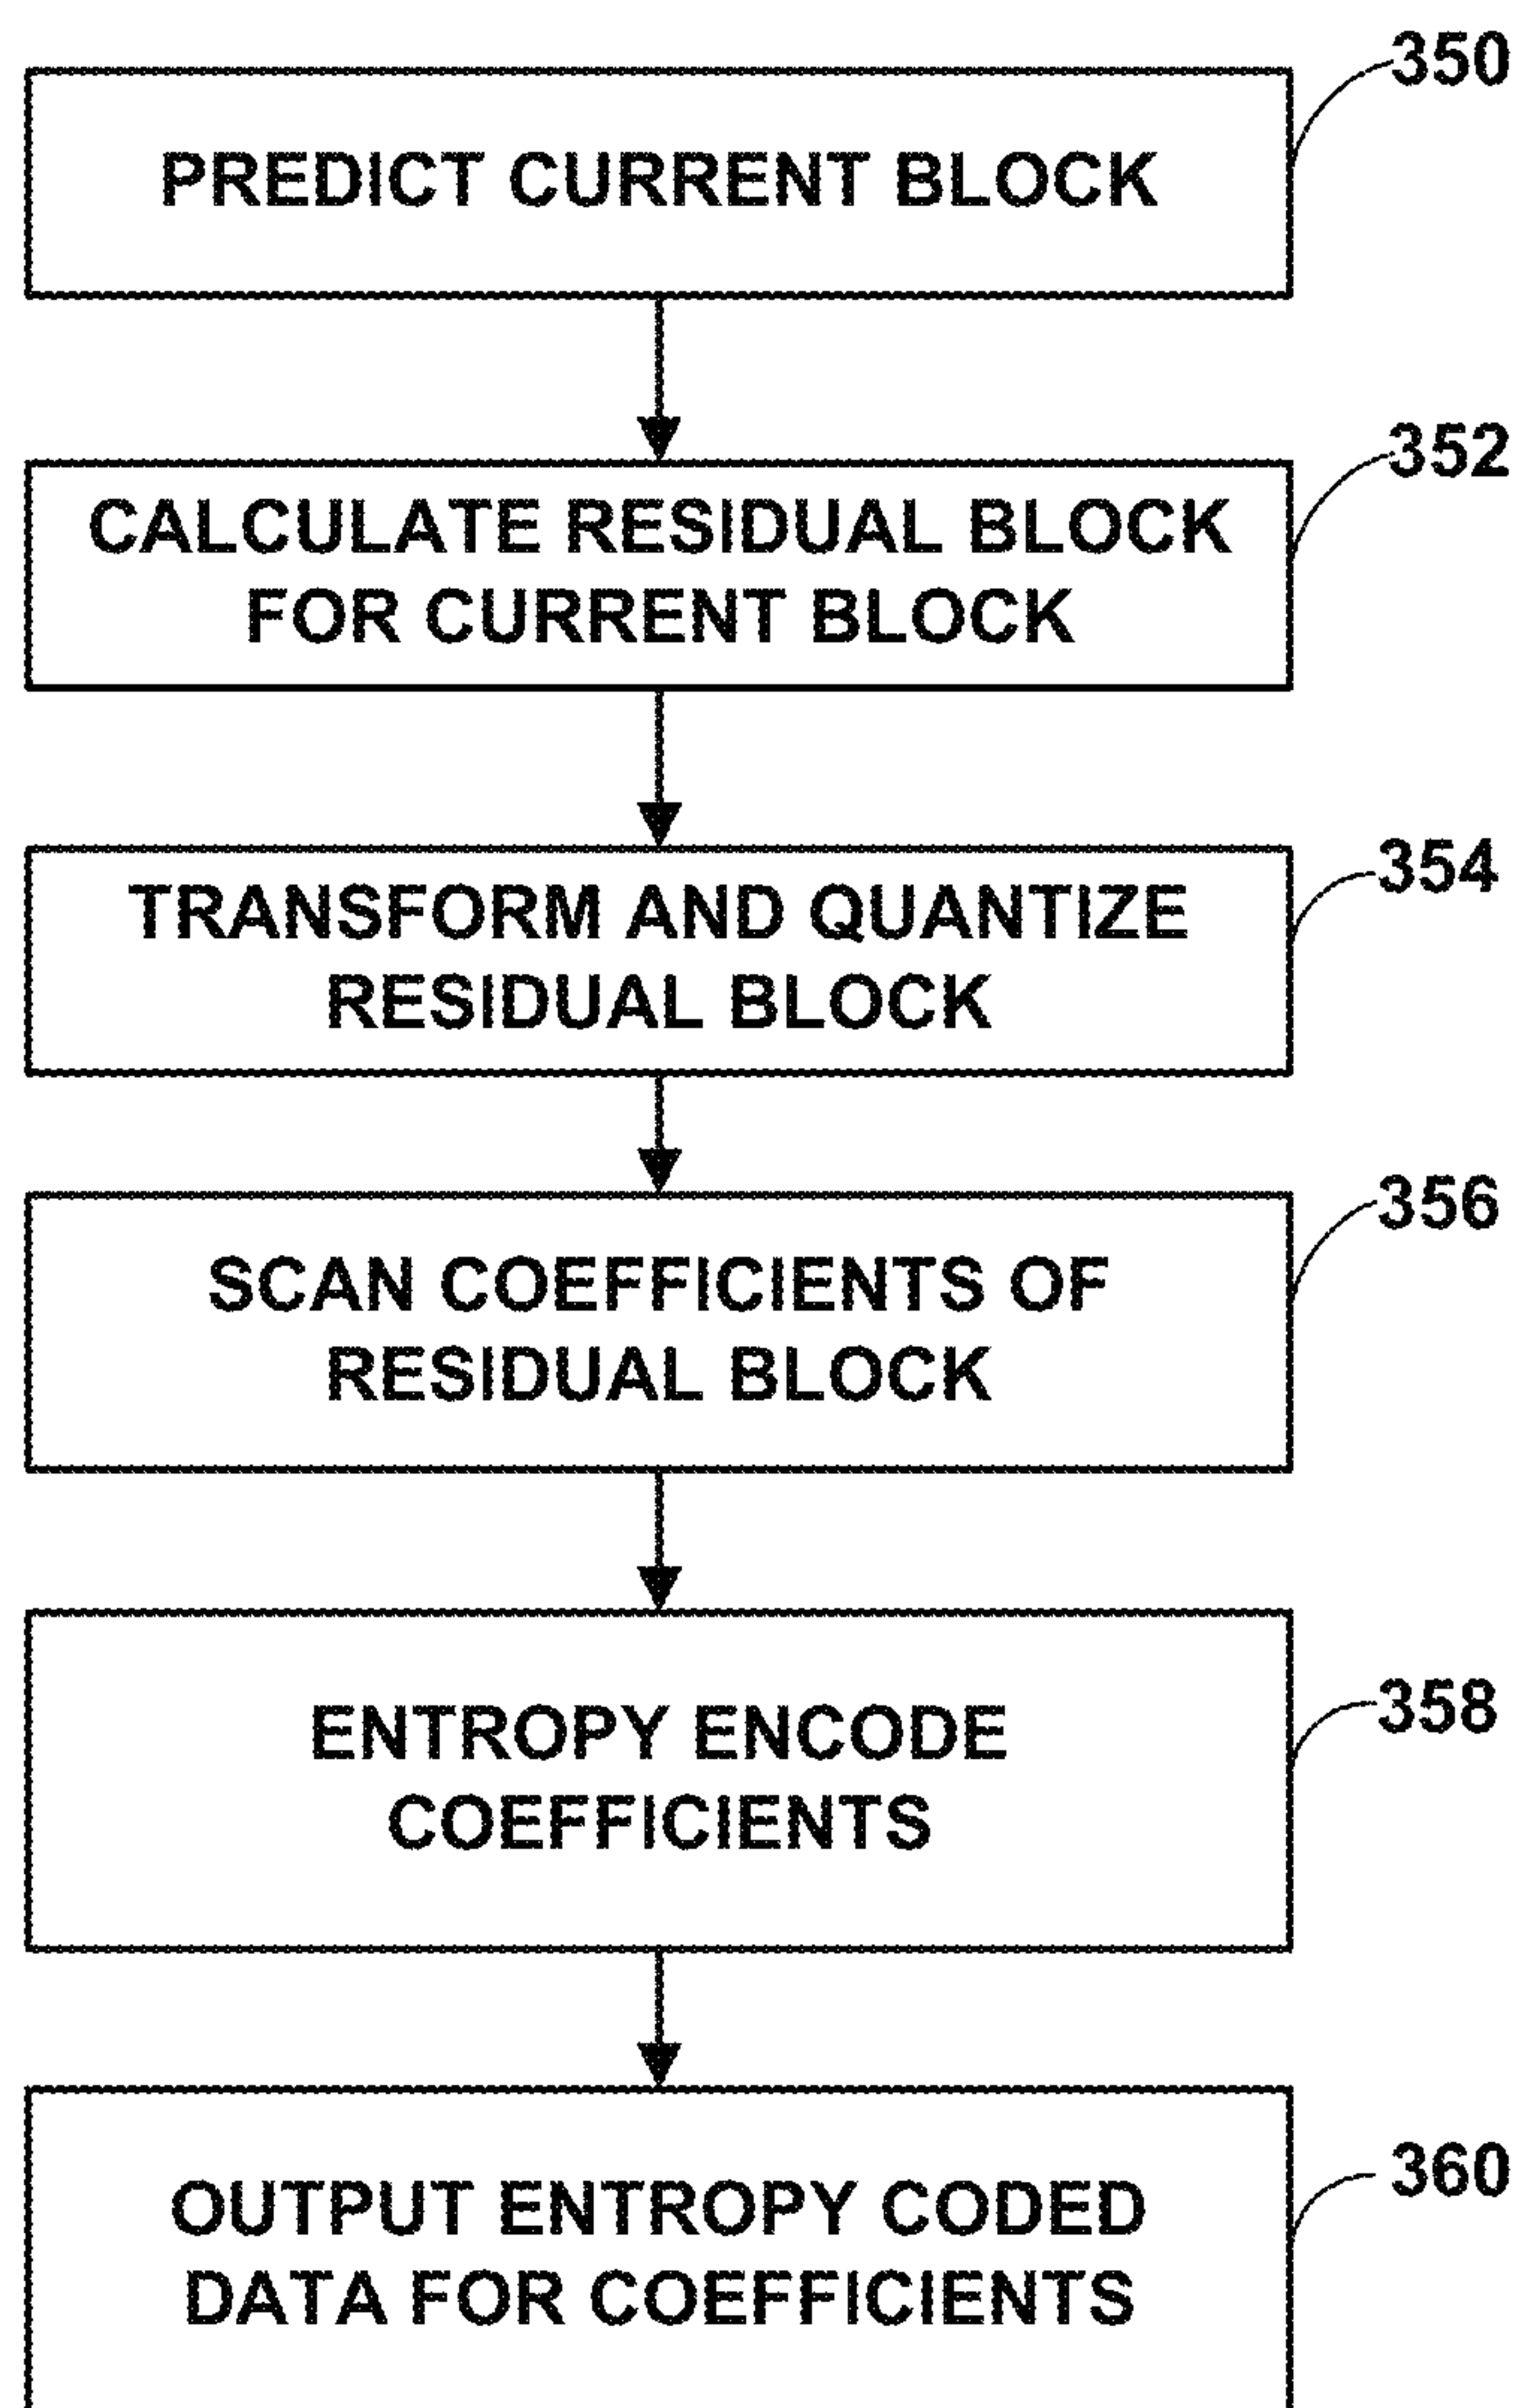 350
PREDICT CURRENT BLOCK
352
CALCULATE RESIDUAL BLOCK
FOR CURRENT BLOCK
354
TRANSFORM AND QUANTIZE
RESIDUAL BLOCK
356
SCAN COEFFICIENTS OF
RESIDUAL BLOCK
358
ENTROPY ENCODE
COEFFICIENTS
360
OUTPUT ENTROPY CODED
DATA FOR COEFFICIENTS